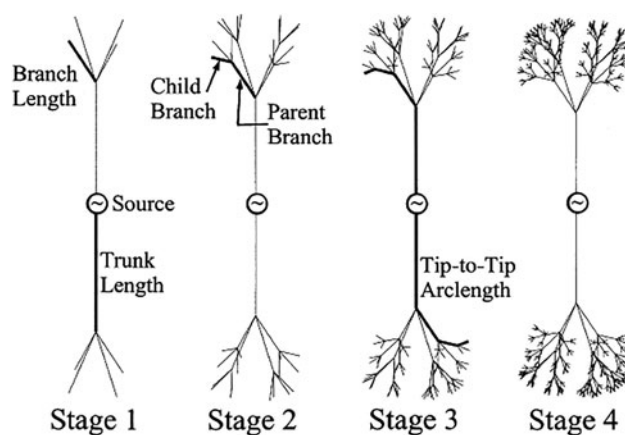 Branch
Length
Child
Branch
Parent
Branch
Source
Trunk
Length
Tip-to-Tip
Arclength
Stage 1
Stage 2
Stage 3
Stage 4